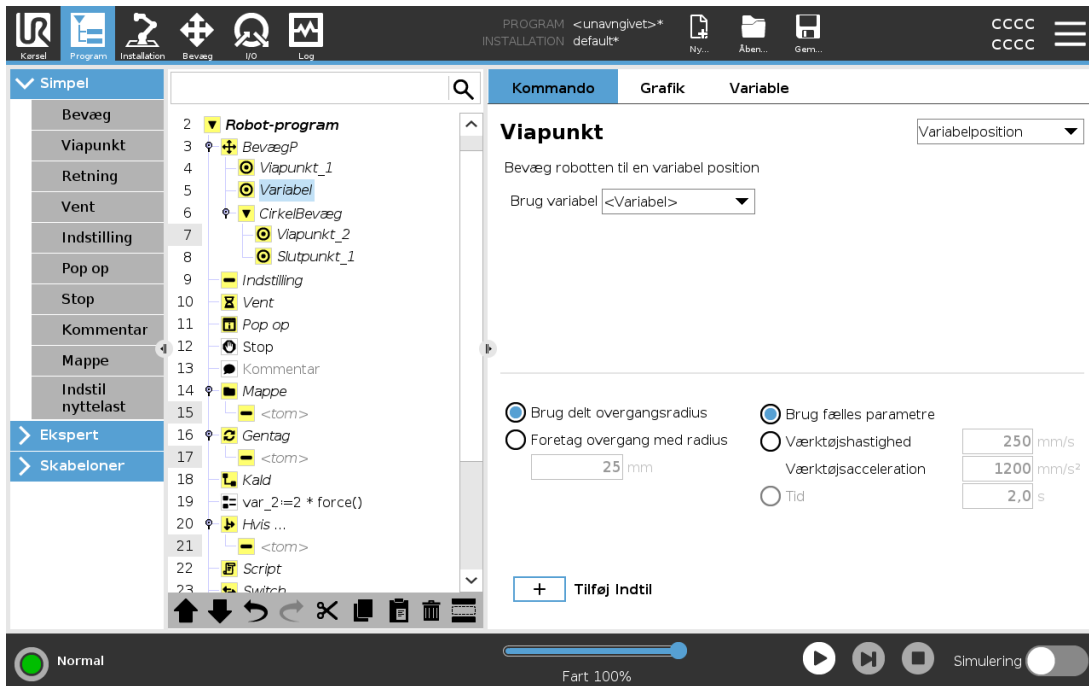 UR
Kørsel
Program
Installation
Bevæg
I/O
Log
PROGRAM <unavngivet>*
INSTALLATION default*
Ny...
Åben...
Gem...
CCCC
CCCC
Simpel
Bevæg
Viapunkt
Retning
Vent
Indstilling
Pop op
Stop
Kommentar
Mappe
Indstil
nyttelast
Ekspert
Skabeloner
2 Robot-program
3 BevægP
4 Viapunkt_1
5 Variabel
6 CirkelBevæg
7 Viapunkt_2
8 Slutpunkt_1
9 Indstilling
10 Vent
11 Pop op
12 Stop
13 Kommentar
14 Mappe
15 <tom>
16 Gentag
17 <tom>
18 Kald
19 var_2:=2 * force()
20 Hvis ...
21 <tom>
22 Script
23 Switch
Kommando Grafik Variable
Viapunkt
Variabelposition
Bevæg robotten til en variabel position
Brug variabel <Variabel>
Brug delt overgangsradius
Foretag overgang med radius
25 mm
Brug fælles parametre
Værktøjshastighed 250 mm/s
Værktøjsacceleration 1200 mm/s²
Tid 2,0 s
+ Tilføj Indtil
Normal
Fart 100%
Simulering